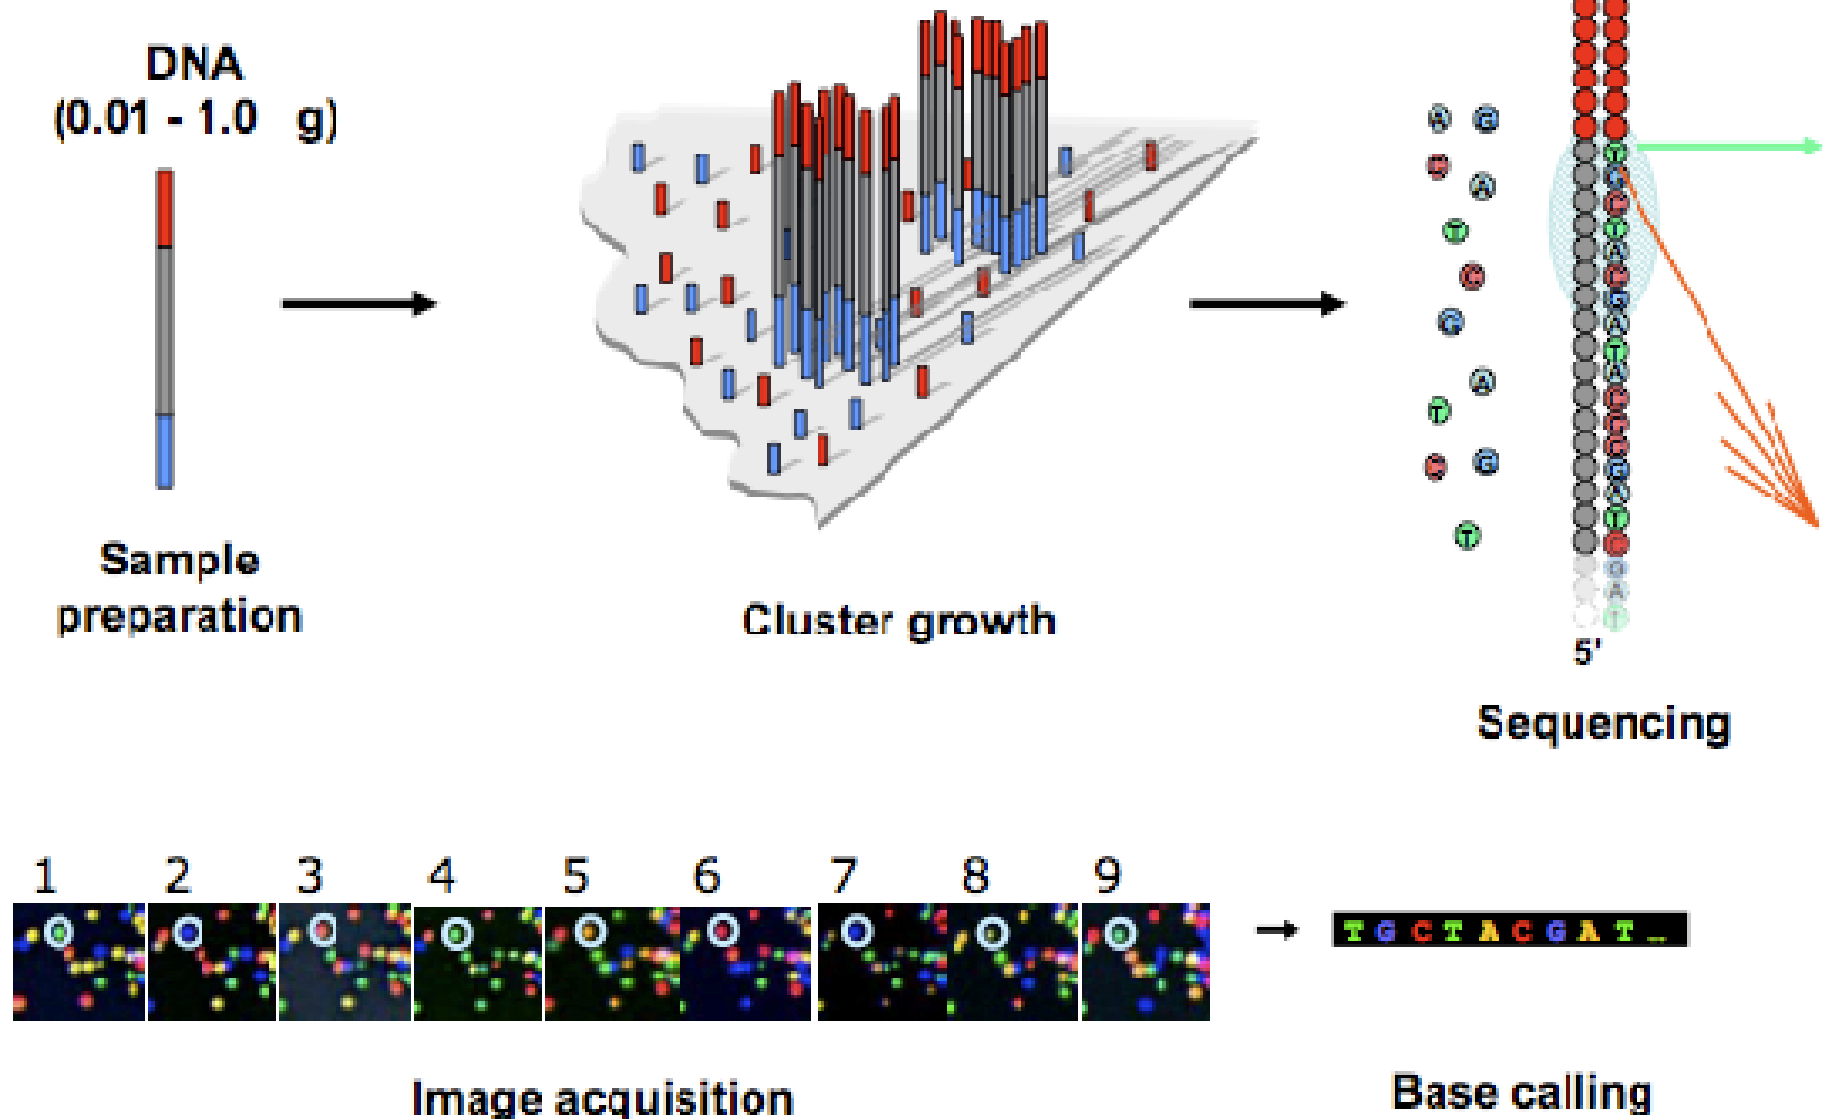 DNA
(0.01 - 1.0 g)
Sample
preparation
Cluster growth
A G
G
A
T
C
G
A
T
C G
T
T
G
C
T
A
C
G
A
T
A
C
C
C
G
A
T
C
G
A
T
5'
Sequencing
1 2 3 4 5 6 7 8 9
T G C T A C G A T ...
Image acquisition
Base calling